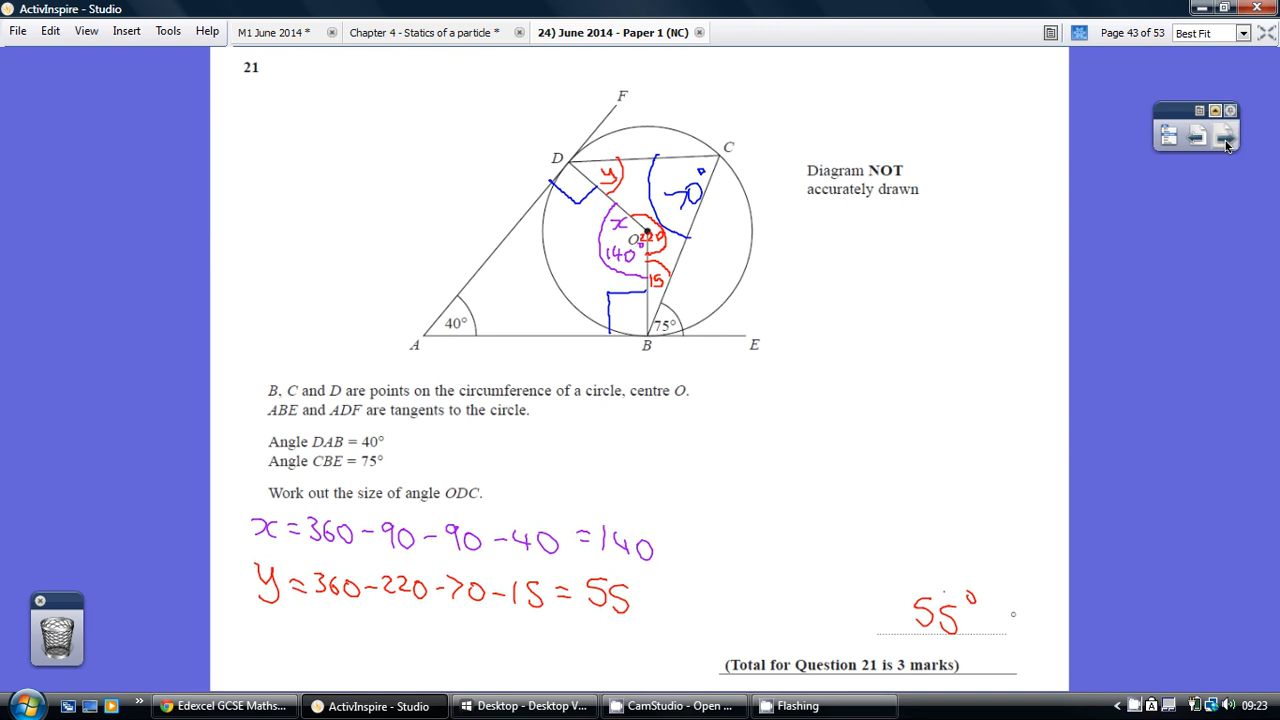 ActivInspire - Studio
File Edit View Insert Tools Help
M1 June 2014 *
Chapter 4 - Statics of a particle *
24) June 2014 - Paper 1 (NC)
Page 43 of 53
Best Fit
21
F
D
C
y
70°
x
O
220
140°
15
40°
75°
A
B
E
Diagram NOT
accurately drawn
B, C and D are points on the circumference of a circle, centre O.
ABE and ADF are tangents to the circle.
Angle DAB = 40°
Angle CBE = 75°
Work out the size of angle ODC.
x = 360 - 90 - 90 - 40 = 140
y = 360 - 220 - 70 - 15 = 55
55° °
(Total for Question 21 is 3 marks)
Edexcel GCSE Maths...
ActivInspire - Studio
Desktop - Desktop V...
CamStudio - Open ...
Flashing
09:23